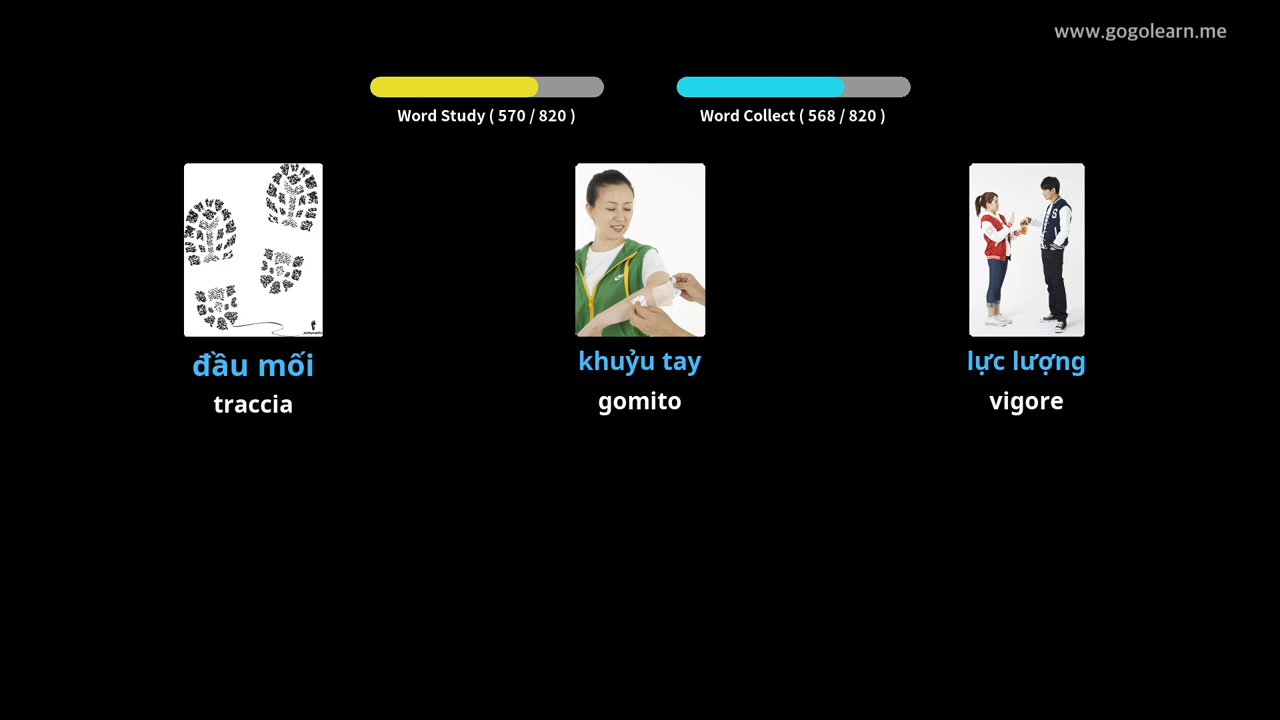 www.gogolearn.me
Word Study ( 570 / 820 )
Word Collect ( 568 / 820 )
đầu mối
traccia
khuỷu tay
gomito
lực lượng
vigore